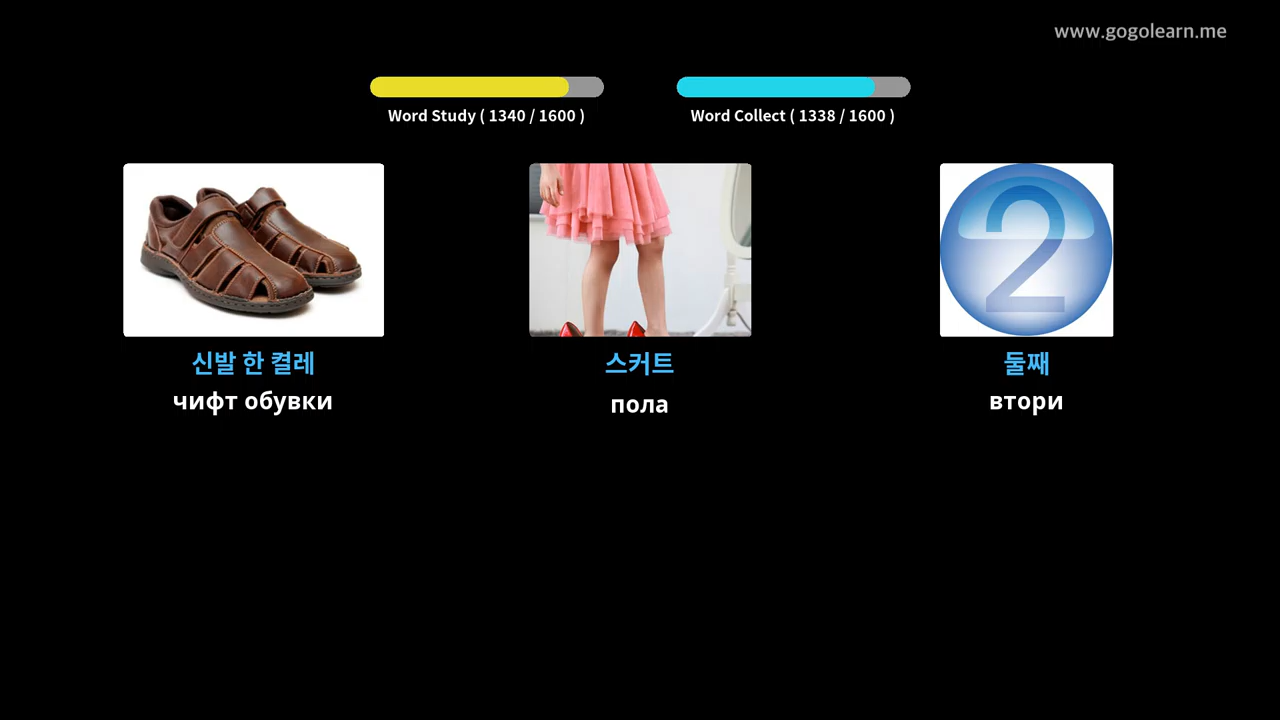 www.gogolearn.me
Word Study ( 1340 / 1600 )
Word Collect ( 1338 / 1600 )
2
신발 한 켤레
스커트
둘째
чифт обувки
пола
втори